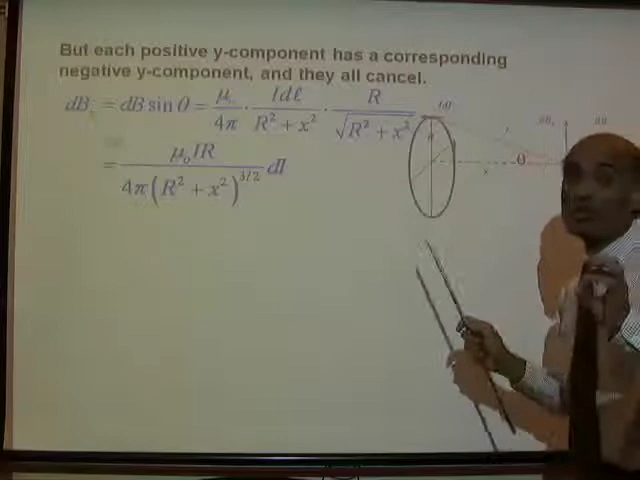 But each positive y-component has a corresponding
negative y-component, and they all cancel.
dBₓ = dB sin θ = μ₀/4π · Idℓ/R² + x² · R/√R² + x²
= μ₀IR/4π(R² + x²)^3/2 dl
θ
x